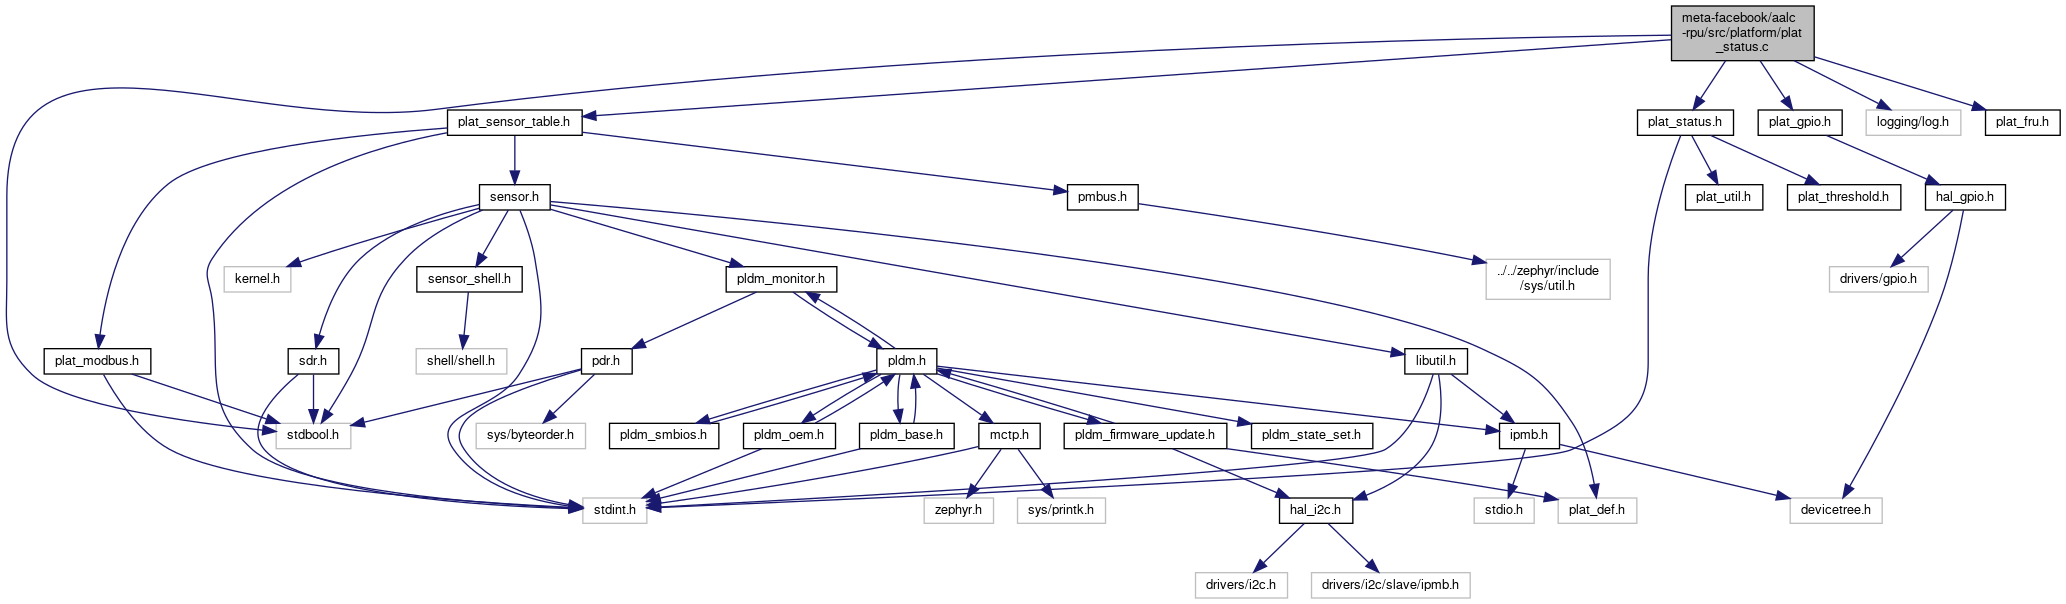 meta-facebook/aalc
-rpu/src/platform/plat
_status.c
plat_sensor_table.h
plat_status.h
plat_gpio.h
logging/log.h
plat_fru.h
sensor.h
pmbus.h
plat_util.h
plat_threshold.h
hal_gpio.h
kernel.h
sensor_shell.h
pldm_monitor.h
../../zephyr/include
/sys/util.h
drivers/gpio.h
plat_modbus.h
sdr.h
shell/shell.h
pdr.h
pldm.h
libutil.h
stdbool.h
sys/byteorder.h
pldm_smbios.h
pldm_oem.h
pldm_base.h
mctp.h
pldm_firmware_update.h
pldm_state_set.h
ipmb.h
stdint.h
zephyr.h
sys/printk.h
hal_i2c.h
stdio.h
plat_def.h
devicetree.h
drivers/i2c.h
drivers/i2c/slave/ipmb.h